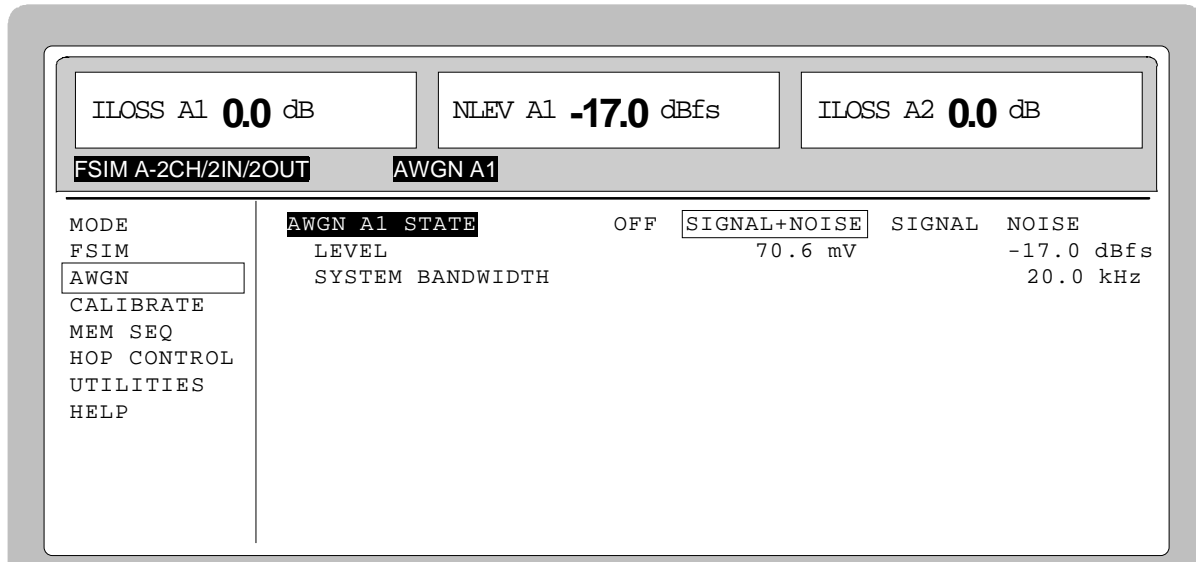 ILOSS A1 0.0 dB
NLEV A1 -17.0 dBfs
ILOSS A2 0.0 dB
FSIM A-2CH/2IN/2OUT
AWGN A1
MODE
FSIM
AWGN
CALIBRATE
MEM SEQ
HOP CONTROL
UTILITIES
HELP
AWGN A1 STATE OFF SIGNAL+NOISE SIGNAL NOISE
LEVEL 70.6 mV -17.0 dBfs
SYSTEM BANDWIDTH 20.0 kHz